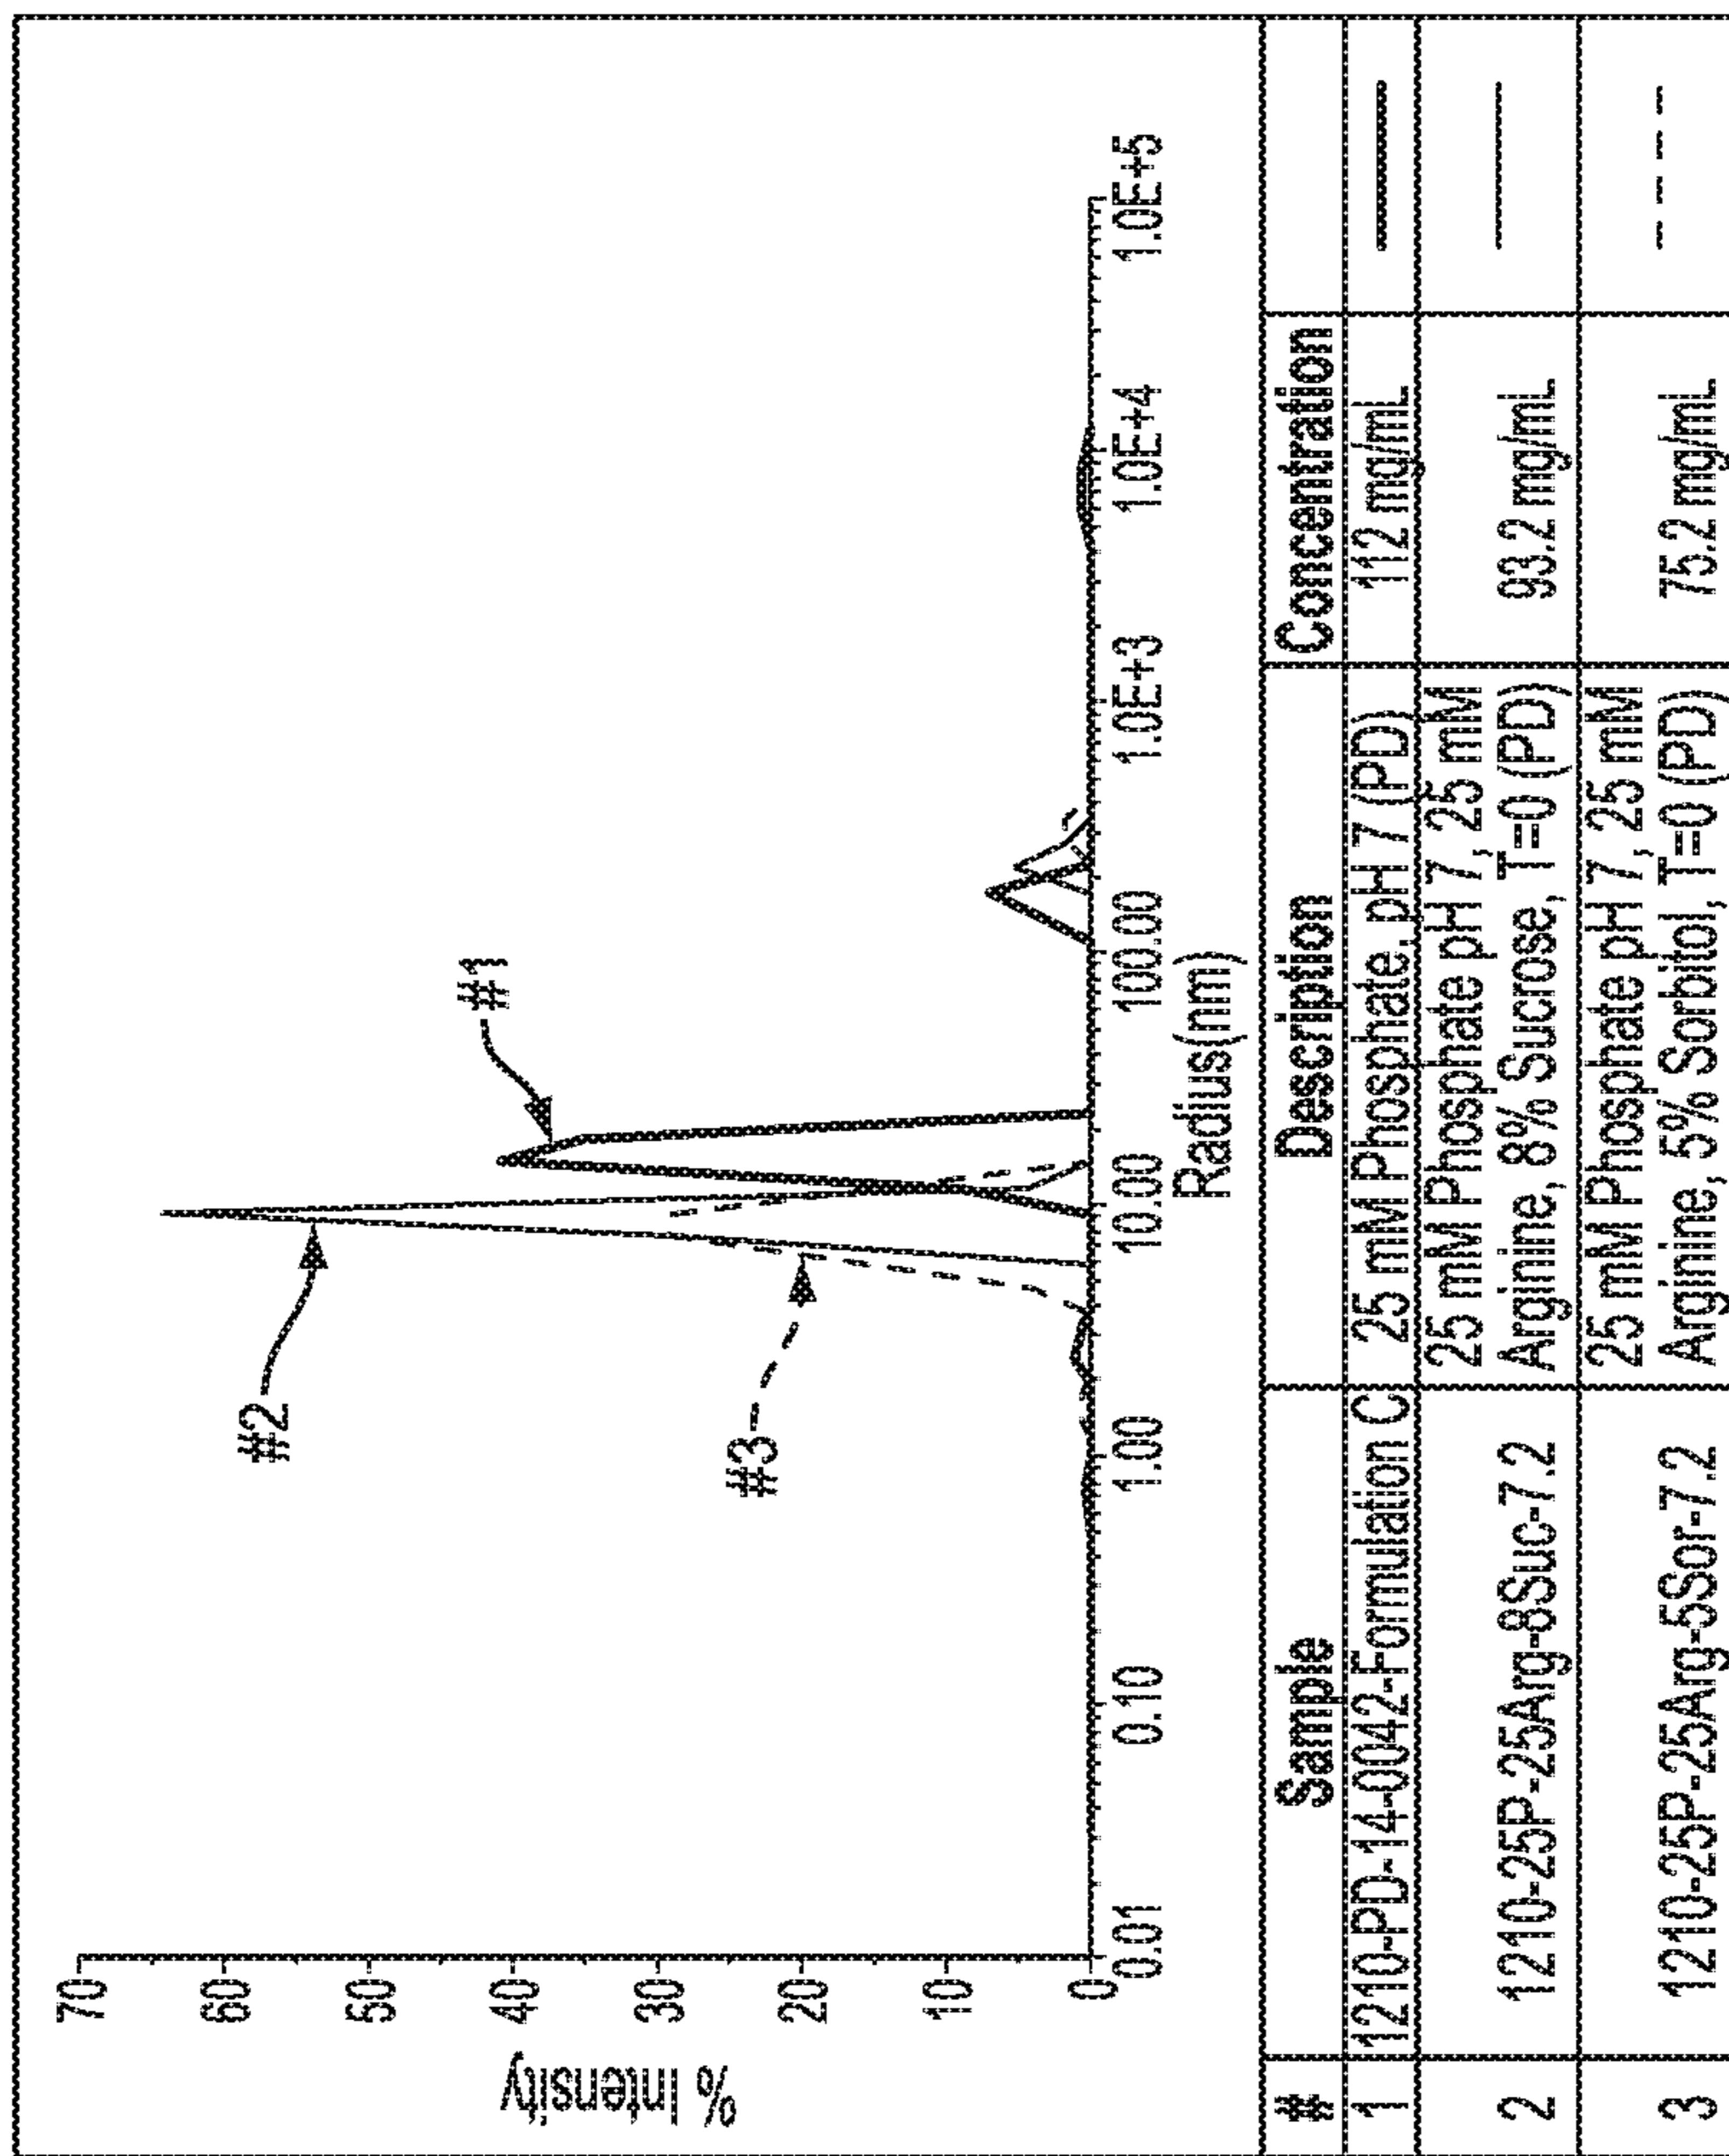 % Intensity
70
60
50
40
30
20
10
0
#2
#1
#3
0.01
0.10
1.00
10.00
100.00
1.0E+3
1.0E+4
1.0E+5
Radius(nm)
# Sample Description Concentration
1 1210-PD-14-0042-Formulation C 25 mM Phosphate, pH 7 (PD) 112 mg/mL
2 1210-25P-25Arg-8Suc-7.2 25 mM Phosphate pH 7, 25 mM
Arginine, 8% Sucrose, T=0 (PD) 93.2 mg/mL
3 1210-25P-25Arg-5Sor-7.2 25 mM Phosphate pH 7, 25 mM
Arginine, 5% Sorbitol, T=0 (PD) 75.2 mg/mL